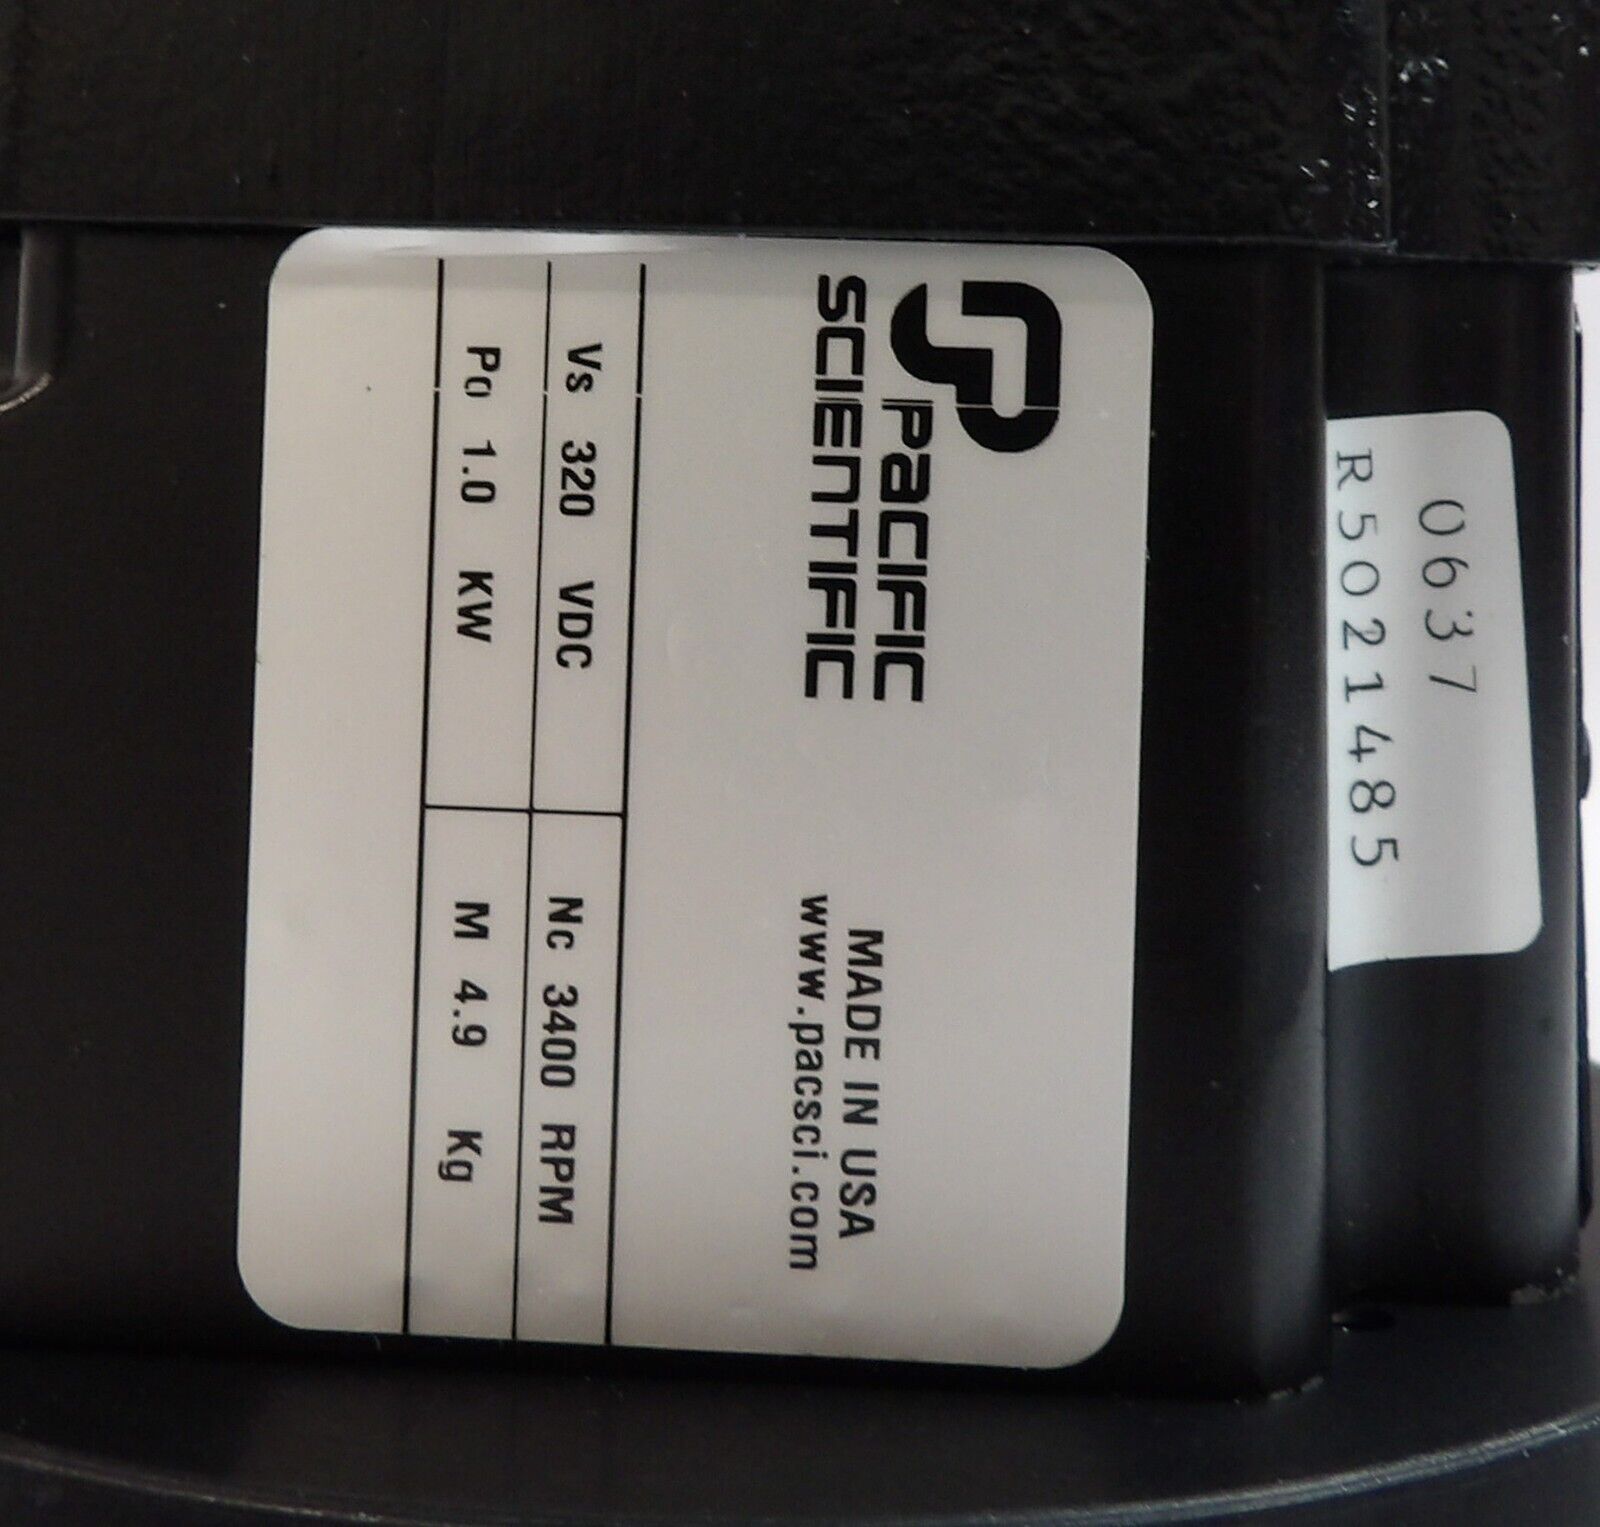 PACIFIC
SCIENTIFIC
MADE IN USA
www.pacsci.com
Vs 320 VDC
Nc 3400 RPM
Po 1.0 KW
M 4.9 Kg
0637
R50214485